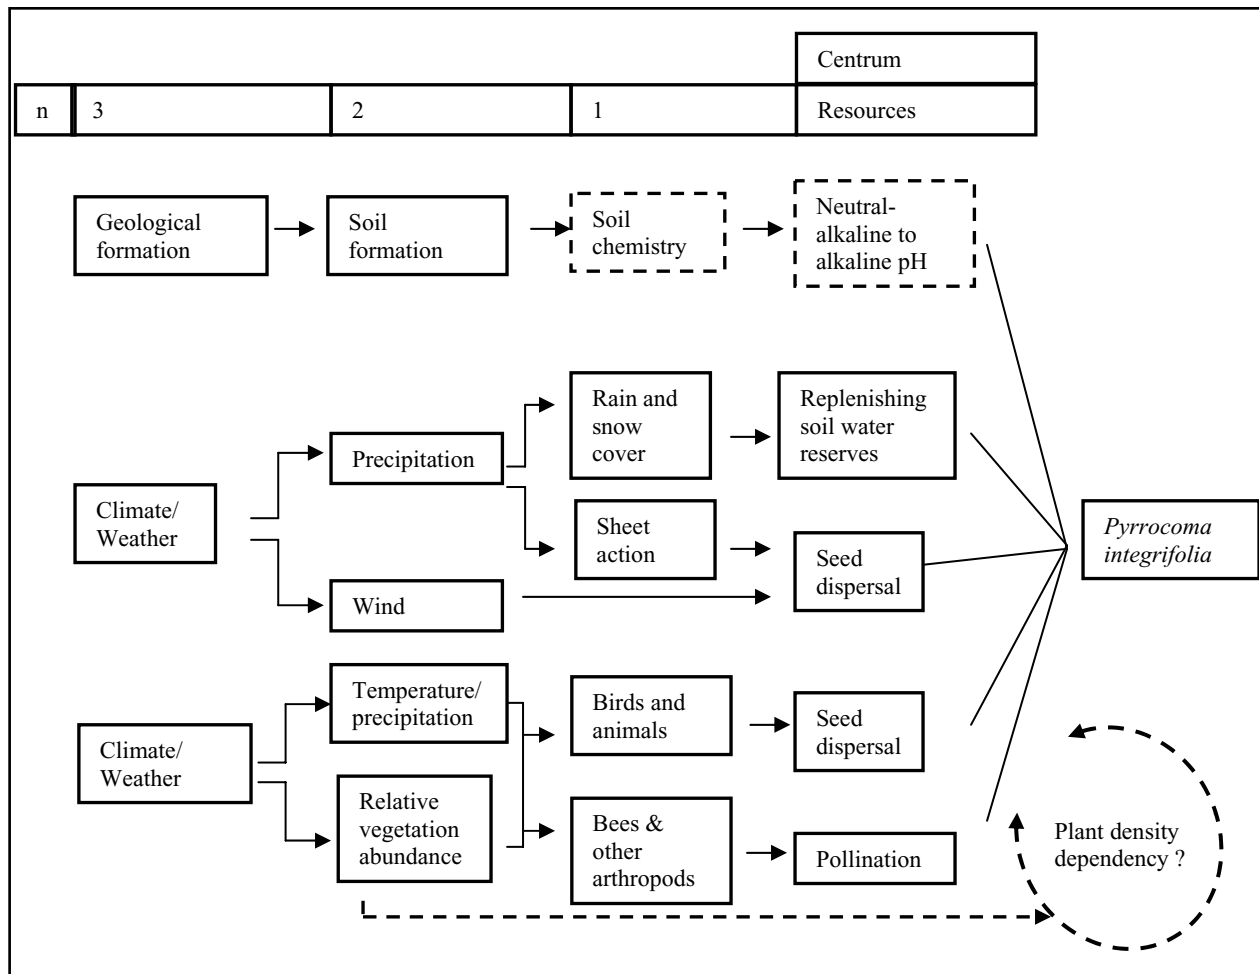 Centrum
n
3
2
1
Resources
Geological
formation
Soil
formation
Soil
chemistry
Neutral-
alkaline to
alkaline pH
Climate/
Weather
Precipitation
Rain and
snow
cover
Replenishing
soil water
reserves
Sheet
action
Wind
Seed
dispersal
Pyrrocoma
integrifolia
Climate/
Weather
Temperature/
precipitation
Relative
vegetation
abundance
Birds and
animals
Seed
dispersal
Bees &
other
arthropods
Pollination
Plant density
dependency ?